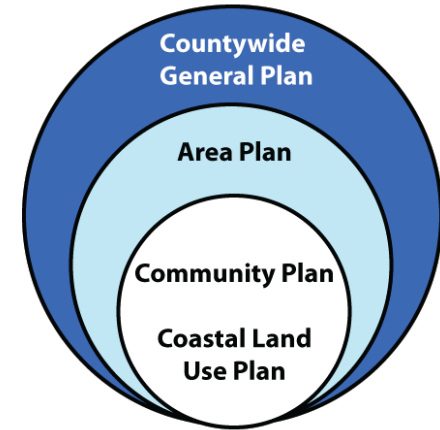 Countywide
General Plan
Area Plan
Community Plan
Coastal Land
Use Plan